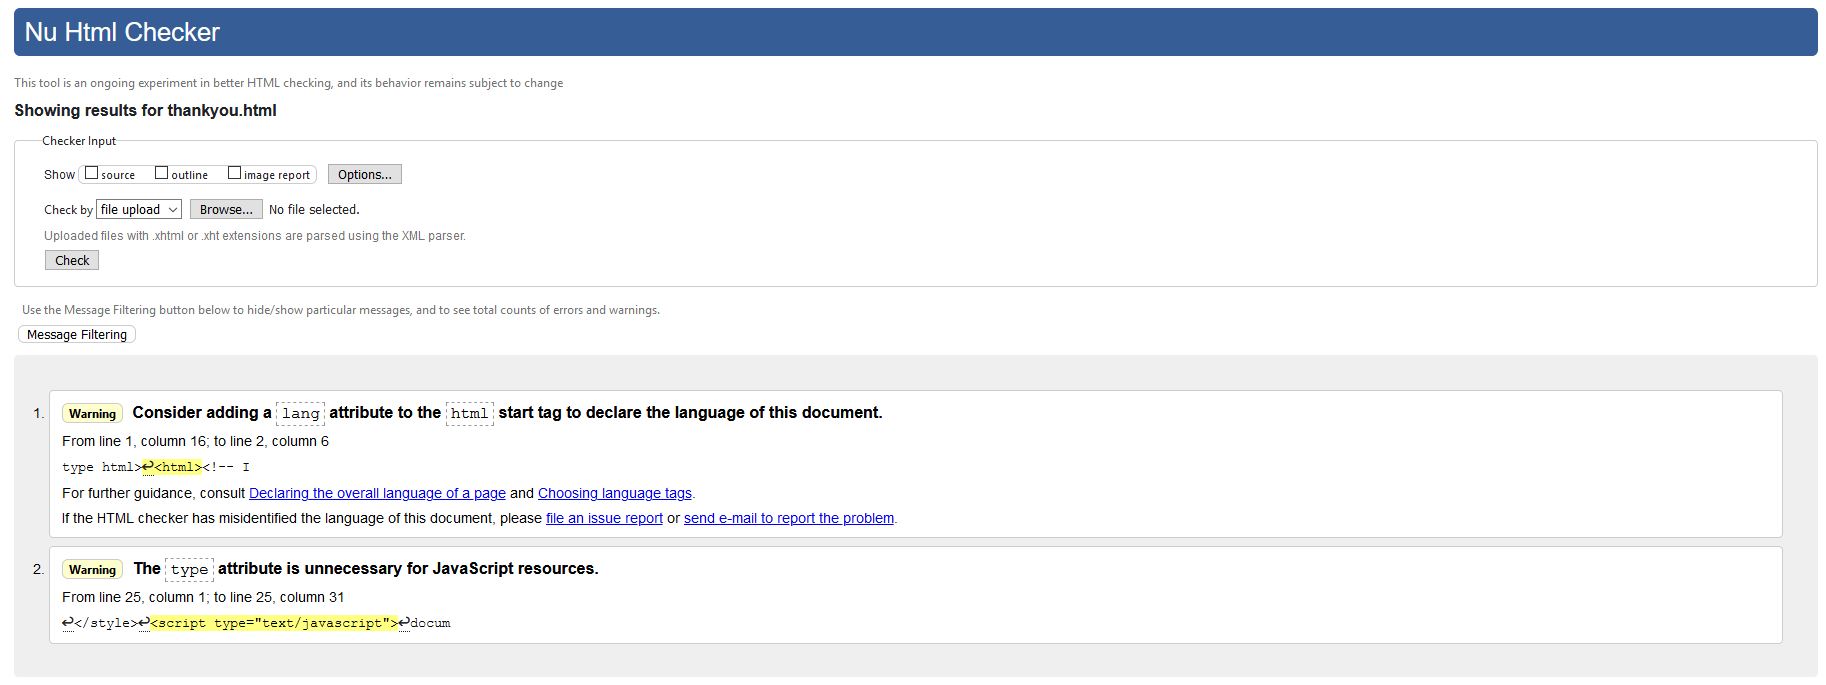 Nu Html Checker
This tool is an ongoing experiment in better HTML checking, and its behavior remains subject to change
Showing results for thankyou.html
Checker Input
Show source outline image report Options...
Check by file upload Browse... No file selected.
Uploaded files with .xhtml or .xht extensions are parsed using the XML parser.
Check
Use the Message Filtering button below to hide/show particular messages, and to see total counts of errors and warnings.
Message Filtering
1. Warning Consider adding a lang attribute to the html start tag to declare the language of this document.
From line 1, column 16; to line 2, column 6
type html>↩<html><!-- I
For further guidance, consult Declaring the overall language of a page and Choosing language tags.
If the HTML checker has misidentified the language of this document, please file an issue report or send e-mail to report the problem.
2. Warning The type attribute is unnecessary for JavaScript resources.
From line 25, column 1; to line 25, column 31
↩</style>↩<script type="text/javascript">↩docum